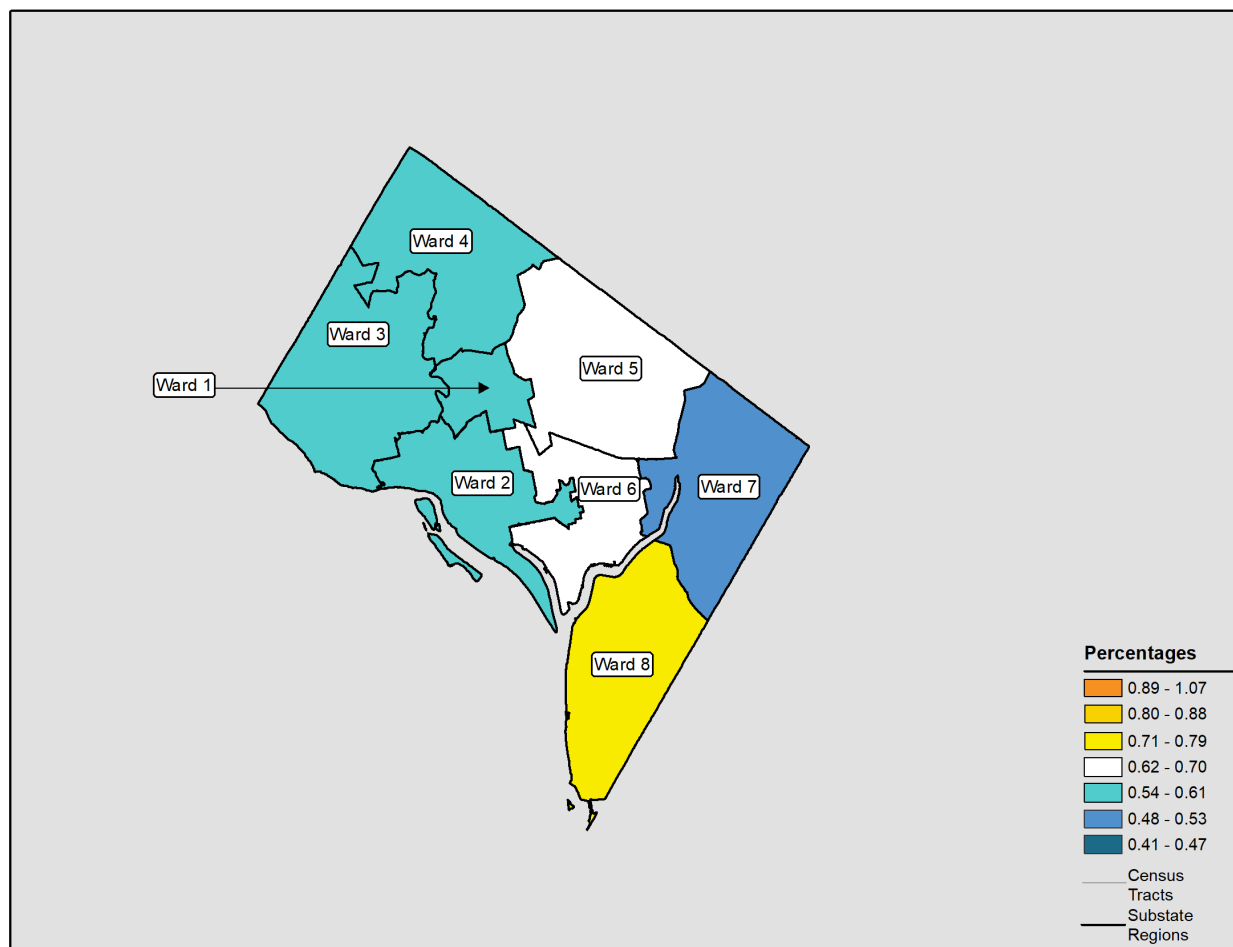 Ward 4
Ward 3
Ward 5
Ward 1
Ward 2
Ward 6
Ward 7
Ward 8
Percentages
0.89 - 1.07
0.80 - 0.88
0.71 - 0.79
0.62 - 0.70
0.54 - 0.61
0.48 - 0.53
0.41 - 0.47
Census
Tracts
Substate
Regions